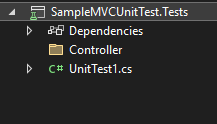 SampleMVCUnitTest.Tests
Dependencies
Controller
C# UnitTest1.cs